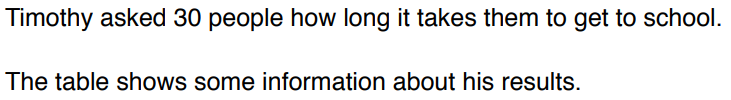 Timothy asked 30 people how long it takes them to get to school.
The table shows some information about his results.